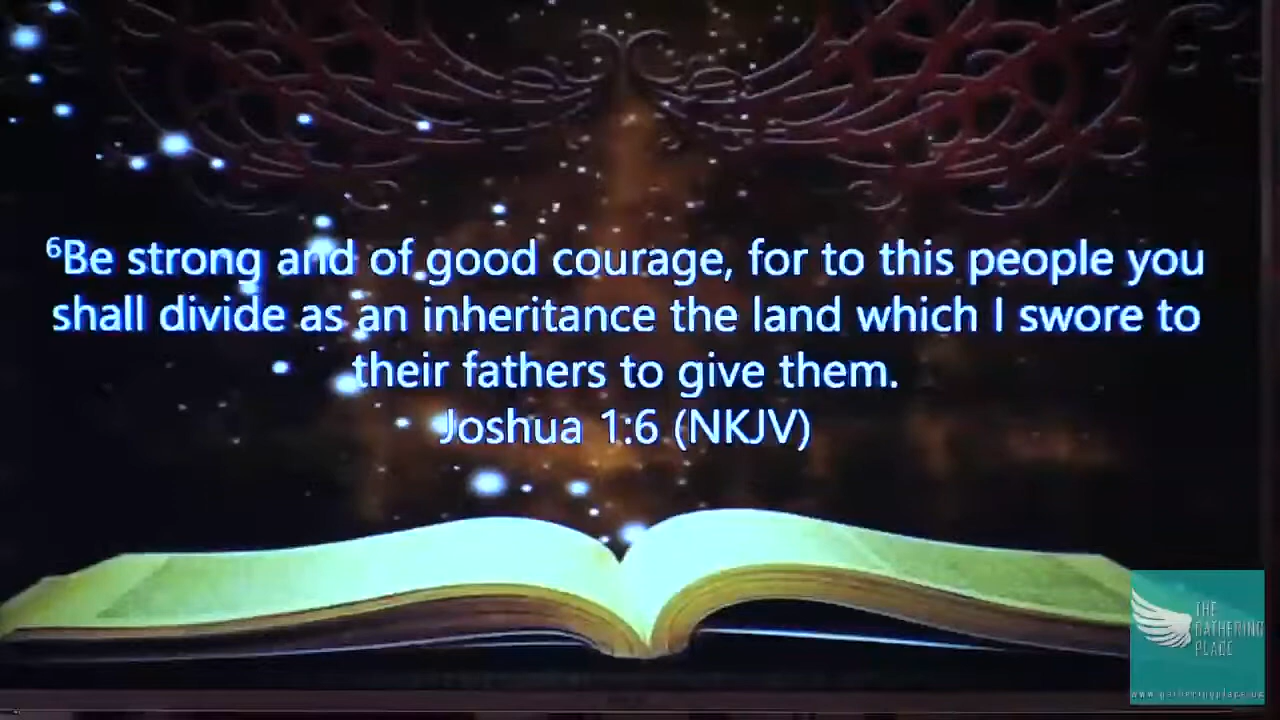 ⁶Be strong and of good courage, for to this people you
shall divide as an inheritance the land which I swore to
their fathers to give them.
Joshua 1:6 (NKJV)
THE
GATHERING
PLACE